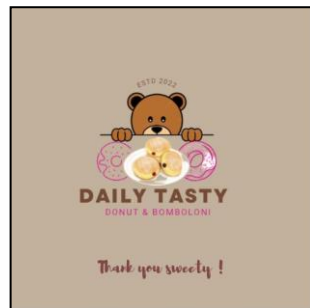 ESTD 2022
DAILY TASTY
DONUT & BOMBOLONI
Thank you sweety !